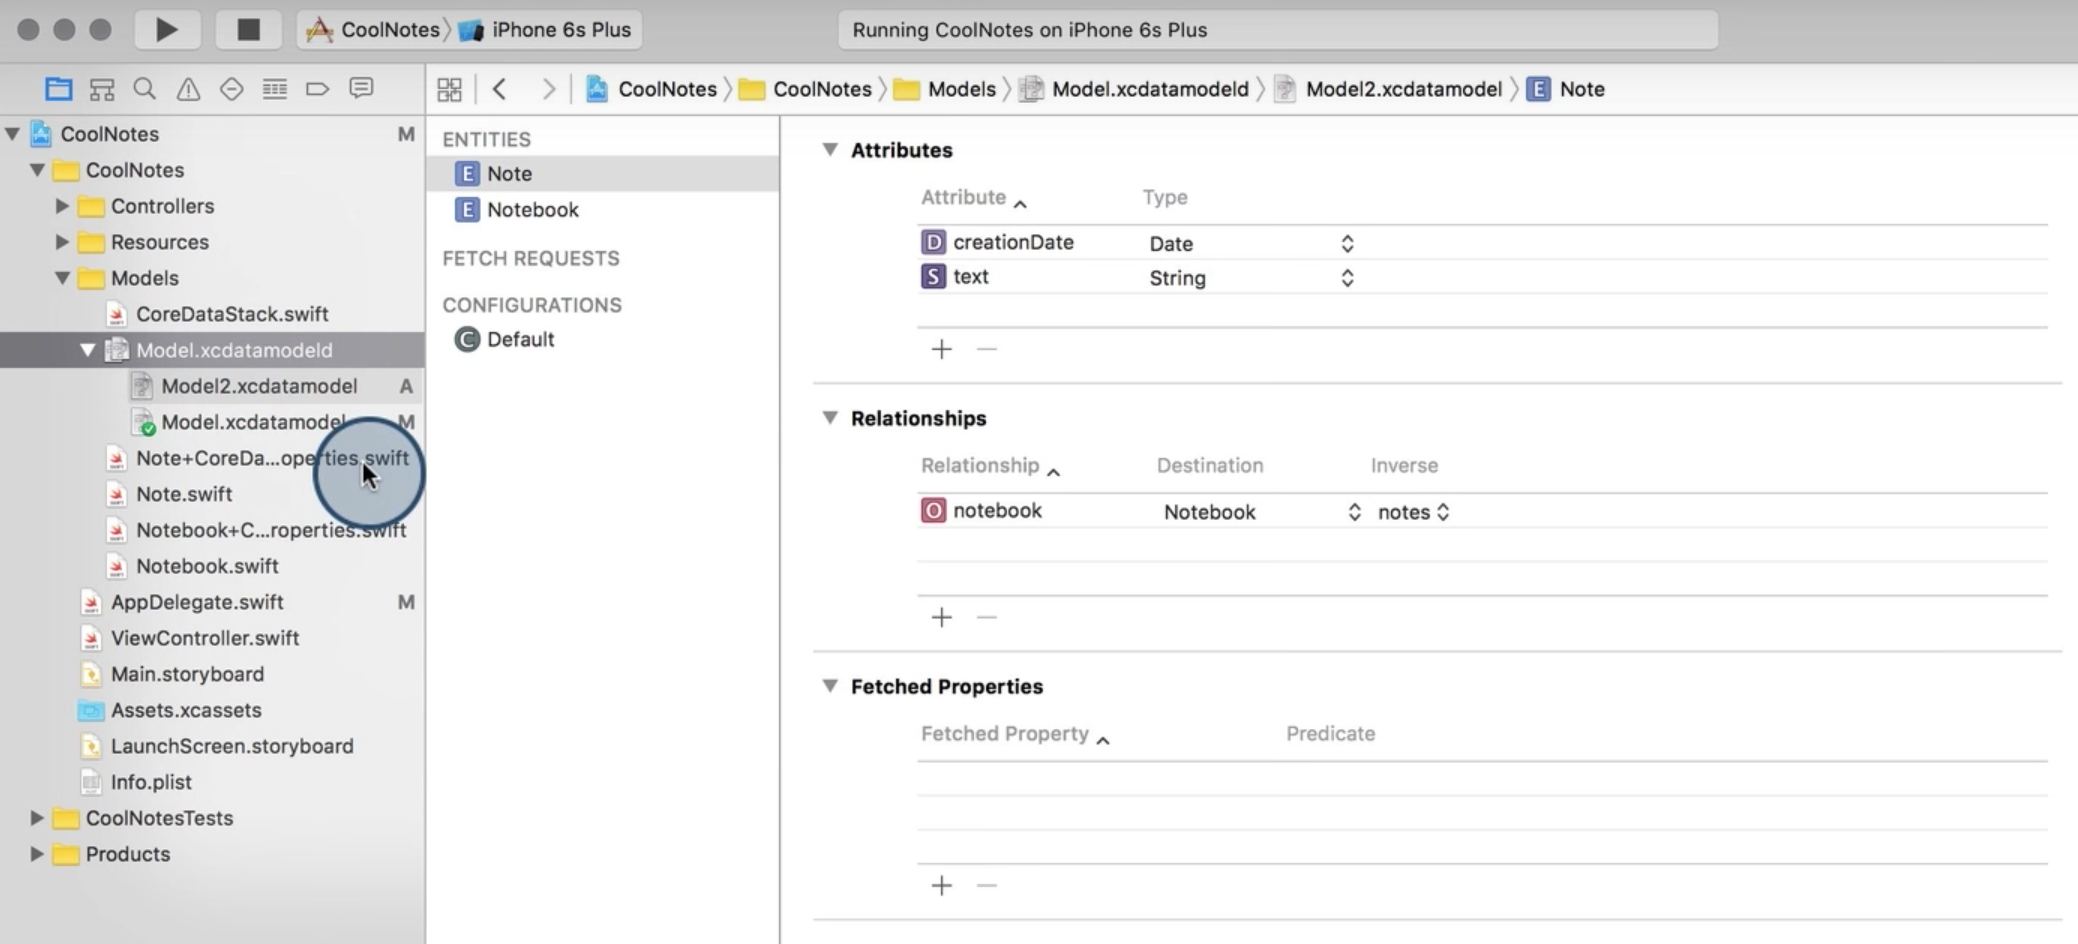 CoolNotes
iPhone 6s Plus
Running CoolNotes on iPhone 6s Plus
CoolNotes
CoolNotes
Models
Model.xcdatamodeld
Model2.xcdatamodel
E
Note
CoolNotes
M
CoolNotes
Controllers
Resources
Models
CoreDataStack.swift
Model.xcdatamodeld
Model2.xcdatamodel
A
Model.xcdatamodel
M
Note+CoreDa...operties.swift
Note.swift
Notebook+C...roperties.swift
Notebook.swift
AppDelegate.swift
M
ViewController.swift
Main.storyboard
Assets.xcassets
LaunchScreen.storyboard
Info.plist
CoolNotesTests
Products
ENTITIES
E Note
E Notebook
FETCH REQUESTS
CONFIGURATIONS
C Default
Attributes
Attribute Type
D creationDate Date
S text String
Relationships
Relationship Destination Inverse
O notebook Notebook notes
Fetched Properties
Fetched Property Predicate